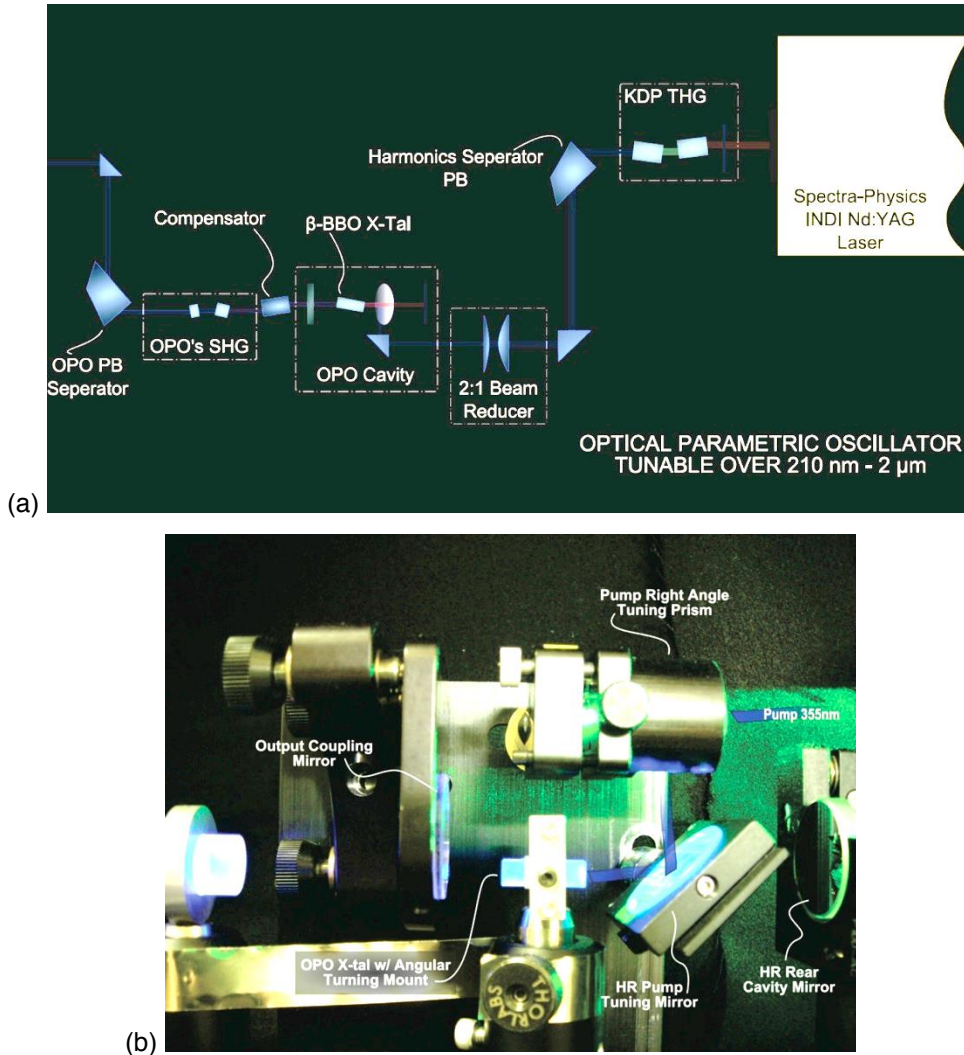 KDP THG
Harmonics Seperator
PB
Spectra-Physics
INDI Nd:YAG
Laser
Compensator
β-BBO X-Tal
OPO's SHG
OPO Cavity
2:1 Beam
Reducer
OPO PB
Seperator
OPTICAL PARAMETRIC OSCILLATOR
TUNABLE OVER 210 nm - 2 μm
(a)
Pump Right Angle
Tuning Prism
Pump 355nm
Output Coupling
Mirror
OPO X-tal w/ Angular
Turning Mount
HR Pump
Tuning Mirror
HR Rear
Cavity Mirror
THORLABS
(b)